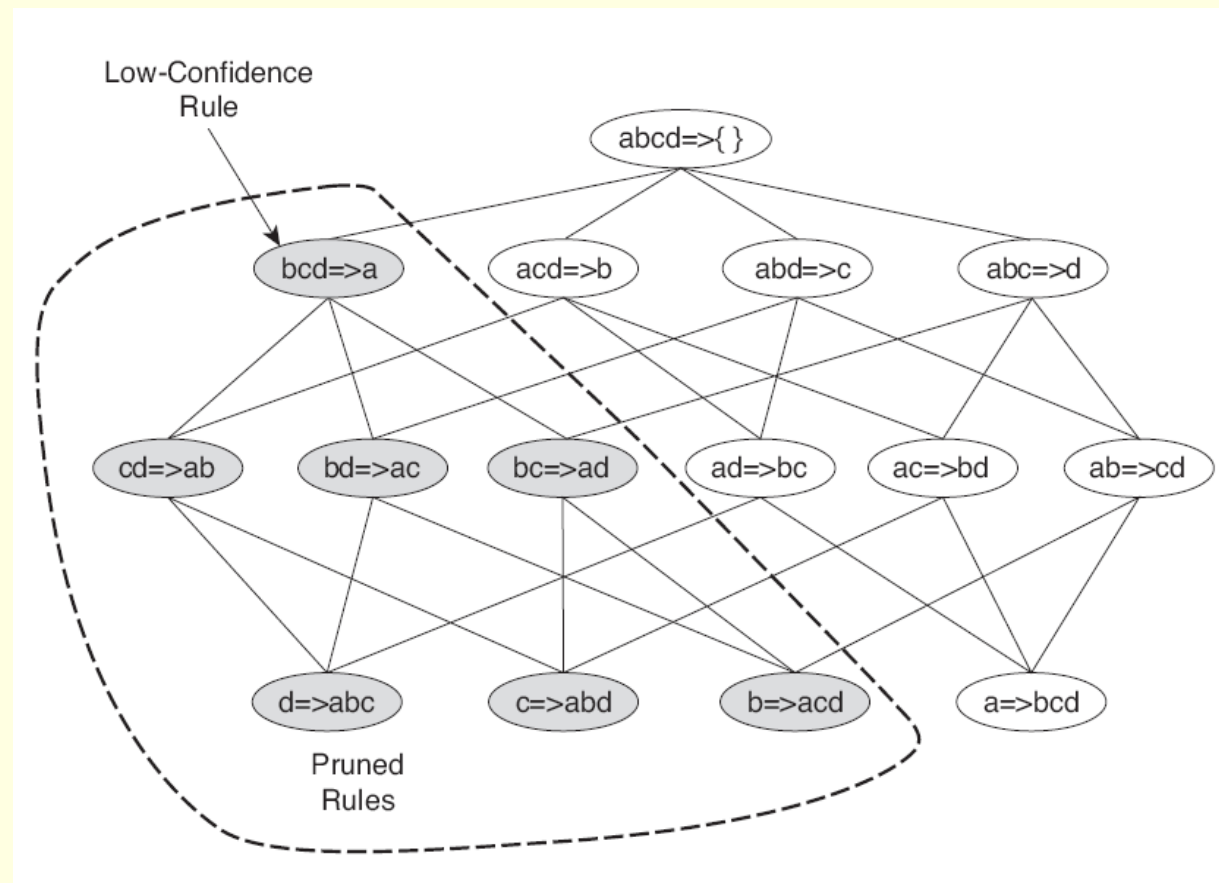 Low-Confidence
Rule
abcd=>{ }
bcd=>a
acd=>b
abd=>c
abc=>d
cd=>ab
bd=>ac
bc=>ad
ad=>bc
ac=>bd
ab=>cd
d=>abc
c=>abd
b=>acd
a=>bcd
Pruned
Rules